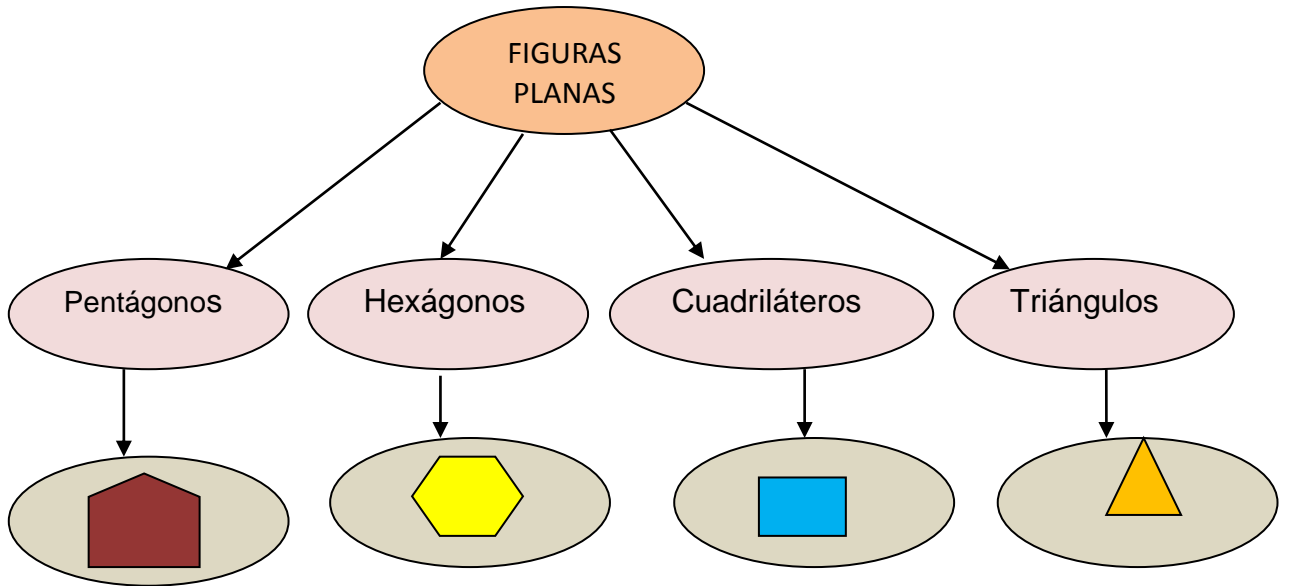 FIGURAS
PLANAS
Pentágonos
Hexágonos
Cuadriláteros
Triángulos